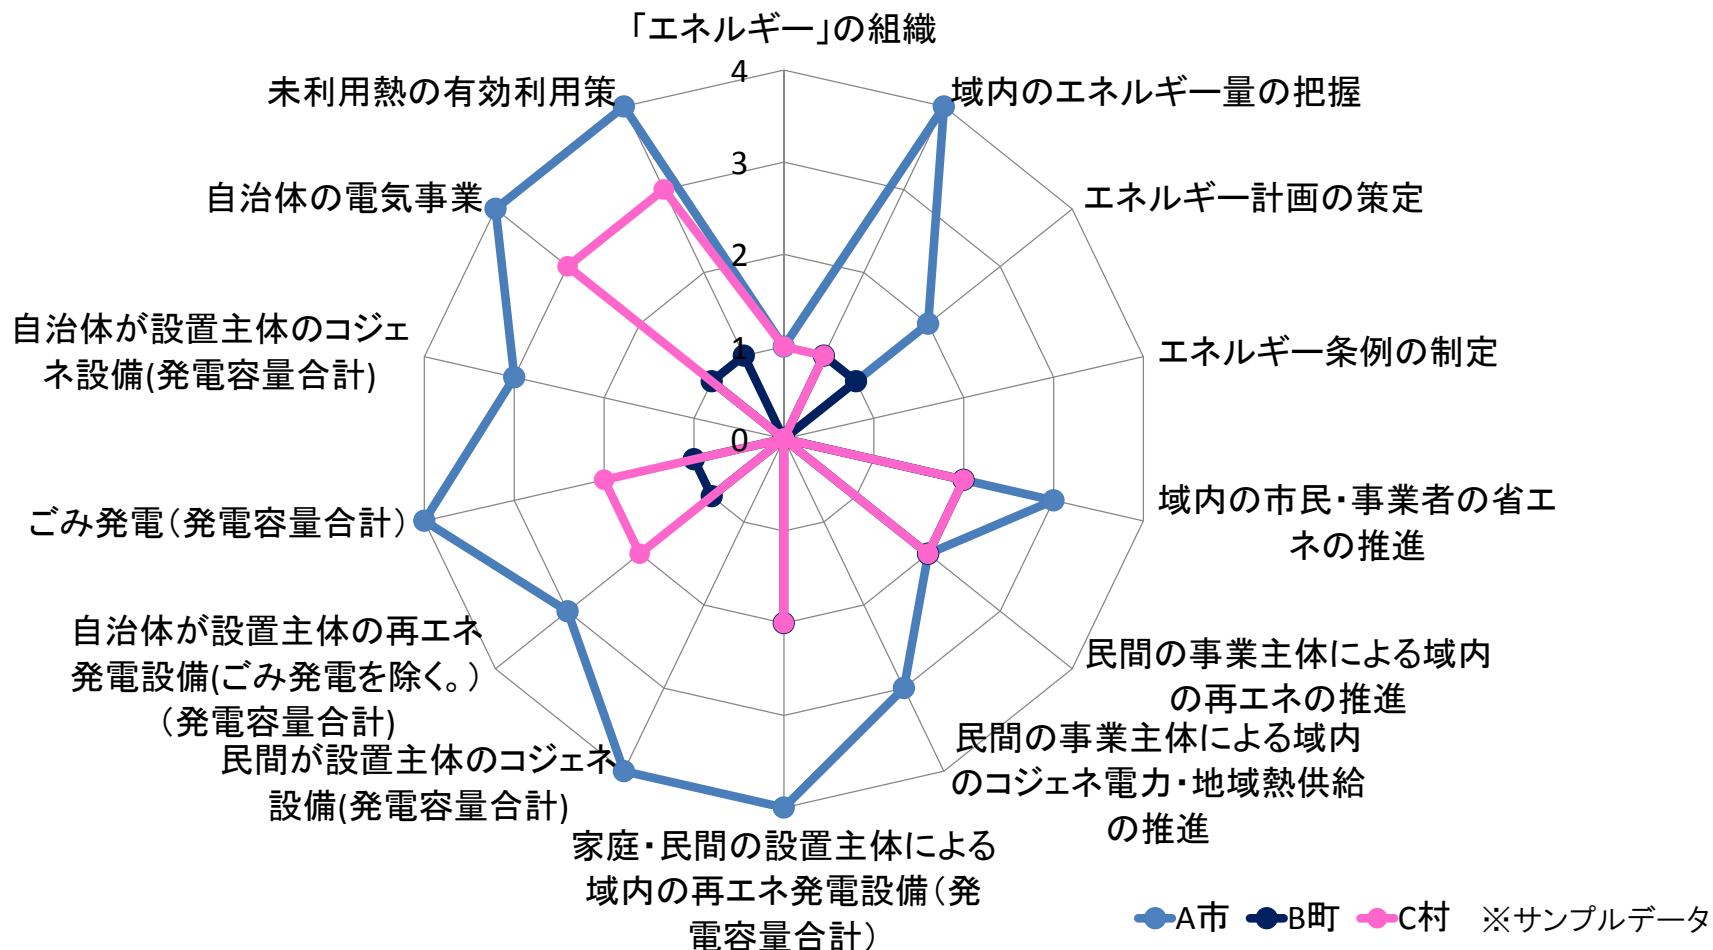 「エネルギー」の組織
4
3
2
1
0
域内のエネルギー量の把握
エネルギー計画の策定
エネルギー条例の制定
域内の市民・事業者の省エ
ネの推進
民間の事業主体による域内
の再エネの推進
民間の事業主体による域内
のコジェネ電力・地域熱供給
の推進
家庭・民間の設置主体による
域内の再エネ発電設備（発
電容量合計）
民間が設置主体のコジェネ
設備(発電容量合計)
自治体が設置主体の再エネ
発電設備(ごみ発電を除く。）
（発電容量合計)
ごみ発電（発電容量合計）
自治体が設置主体のコジェ
ネ設備(発電容量合計)
自治体の電気事業
未利用熱の有効利用策
A市 B町 C村 ※サンプルデータ